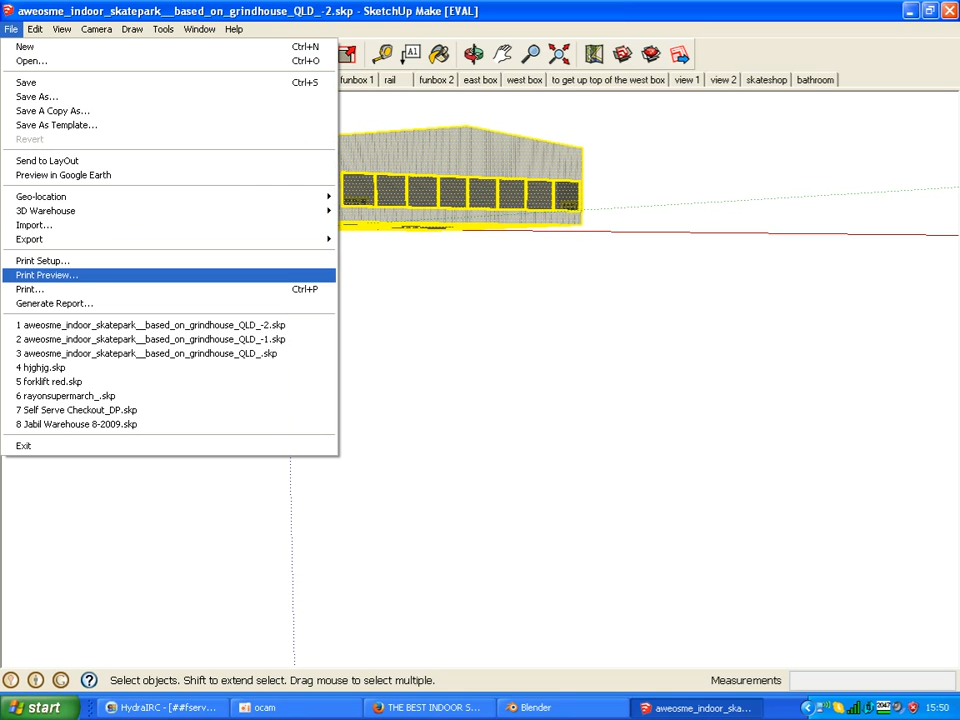 aweosme_indoor_skatepark__based_on_grindhouse_QLD_-2.skp - SketchUp Make [EVAL]
File Edit View Camera Draw Tools Window Help
New Ctrl+N
Open...
Ctrl+O
funbox 1 rail funbox 2 east box west box to get up top of the west box view 1 view 2 skateshop bathroom
Save Ctrl+S
Save As...
Save A Copy As...
Save As Template...
Revert
Send to LayOut
Preview in Google Earth
Geo-location
3D Warehouse
Import...
Export
Print Setup...
Print Preview...
Print... Ctrl+P
Generate Report...
1 aweosme_indoor_skatepark__based_on_grindhouse_QLD_-2.skp
2 aweosme_indoor_skatepark__based_on_grindhouse_QLD_-1.skp
3 aweosme_indoor_skatepark__based_on_grindhouse_QLD_.skp
4 hjghjg.skp
5 forklift red.skp
6 rayonsupermarch_.skp
7 Self Serve Checkout_DP.skp
8 Jabil Warehouse 8-2009.skp
Exit
Select objects. Shift to extend select. Drag mouse to select multiple. Measurements
start HydraIRC - [##fserv... ocam THE BEST INDOOR S... Blender aweosme_indoor_ska... 2047 15:50